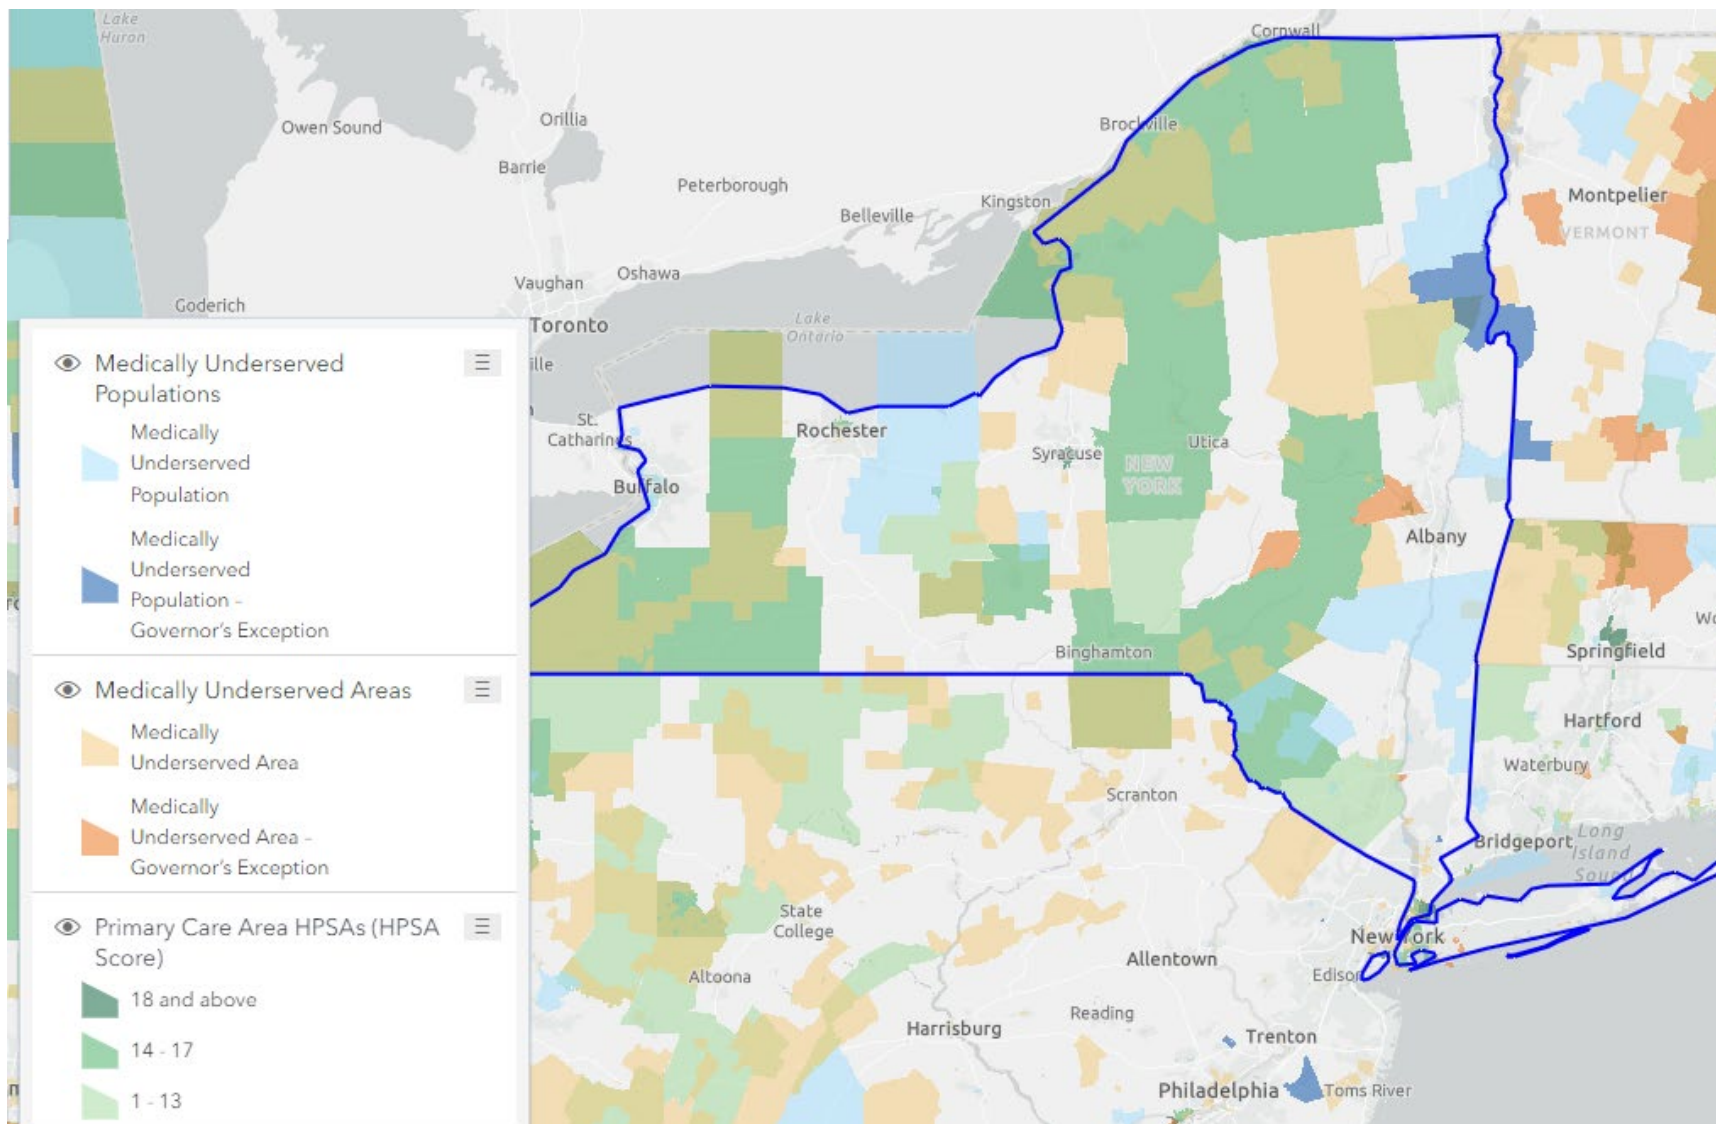 Lake
Huron
Owen Sound
Orillia
Barrie
Peterborough
Belleville
Kingston
Brockville
Cornwall
Montpelier
VERMONT
Vaughan
Oshawa
Goderich
Toronto
Lake
Ontario
ille
St.
Catharines
Rochester
Buffalo
Syracuse
Utica
NEW
YORK
Albany
Binghamton
Springfield
Wo
Hartford
Waterbury
Scranton
Bridgeport
Long
Island
Sound
State
College
New York
Allentown
Edison
Altoona
Harrisburg
Reading
Trenton
Philadelphia
Toms River
Medically Underserved
Populations
Medically
Underserved
Population
Medically
Underserved
Population –
Governor's Exception
Medically Underserved Areas
Medically
Underserved Area
Medically
Underserved Area –
Governor's Exception
Primary Care Area HPSAs (HPSA
Score)
18 and above
14 - 17
1 - 13